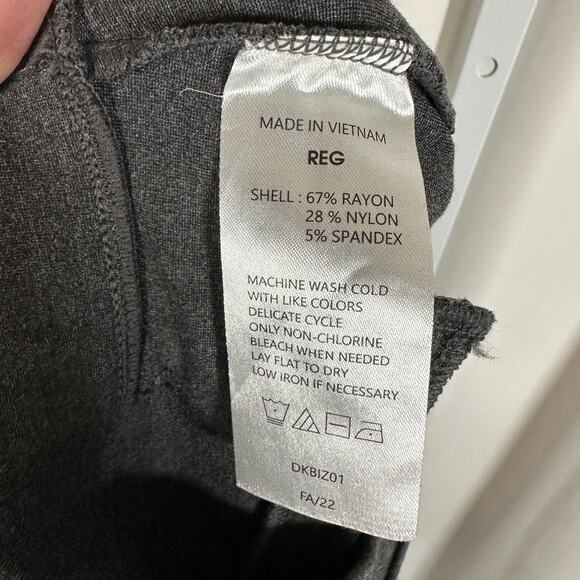 MADE IN VIETNAM
REG
SHELL : 67% RAYON
28 % NYLON
5% SPANDEX
MACHINE WASH COLD
WITH LIKE COLORS
DELICATE CYCLE
ONLY NON-CHLORINE
BLEACH WHEN NEEDED
LAY FLAT TO DRY
LOW IRON IF NECESSARY
DKBIZ01
FA/22